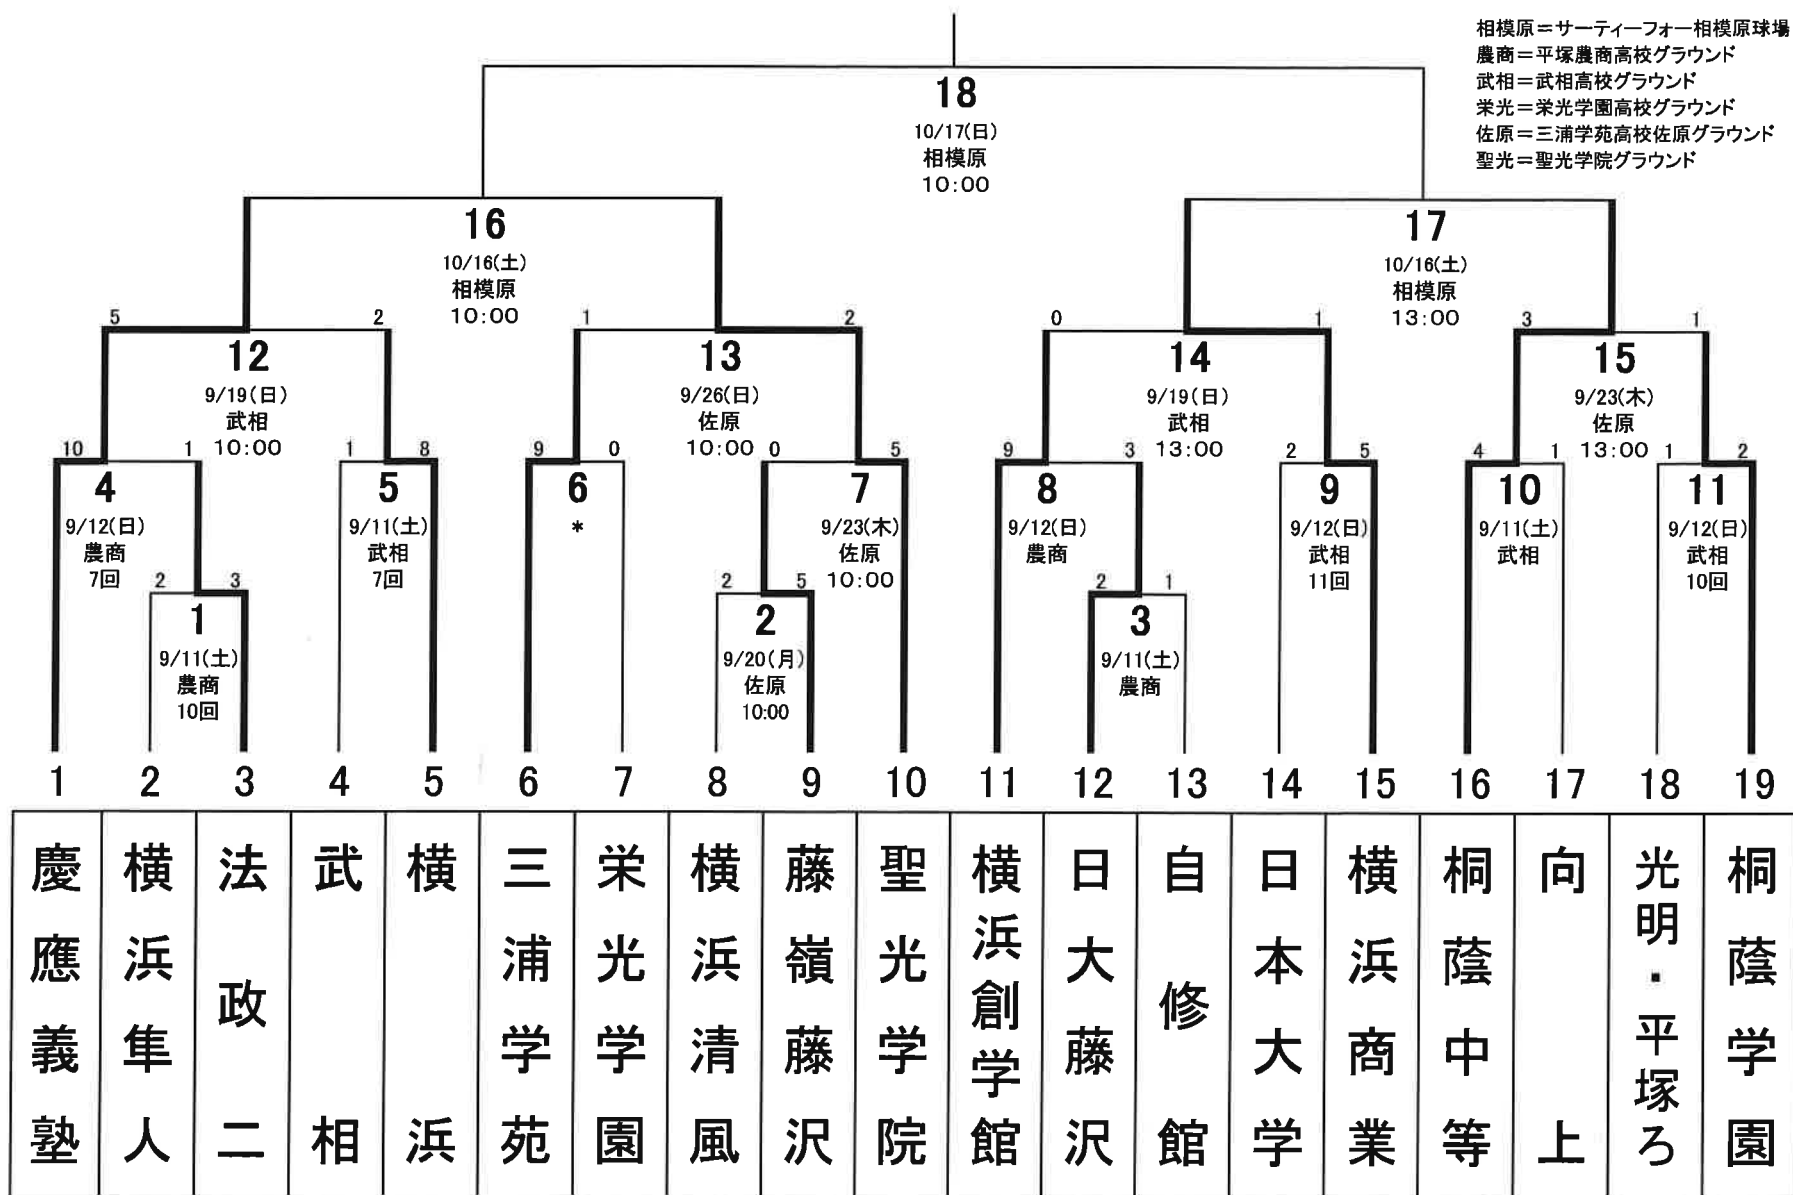 相模原＝サーティーフォー相模原球場
農商＝平塚農商高校グラウンド
武相＝武相高校グラウンド
栄光＝栄光学園高校グラウンド
佐原＝三浦学苑高校佐原グラウンド
聖光＝聖光学院グラウンド
18
10/17(日)
相模原
10:00
16
10/16(土)
相模原
10:00
17
10/16(土)
相模原
13:00
5 2
12
9/19(日)
武相
10:00
1 2
13
9/26(日)
佐原
10:00
0 1
14
9/19(日)
武相
13:00
3 1
15
9/23(木)
佐原
13:00
10 1
4
9/12(日)
農商
7回
1 8
5
9/11(土)
武相
7回
9 0
6
*
0 5
7
9/23(木)
佐原
10:00
9 3
8
9/12(日)
農商
2 5
9
9/12(日)
武相
11回
4 1
10
9/11(土)
武相
1 2
11
9/12(日)
武相
10回
2 3
1
9/11(土)
農商
10回
2 5
2
9/20(月)
佐原
10:00
2 1
3
9/11(土)
農商
1 2 3 4 5 6 7 8 9 10 11 12 13 14 15 16 17 18 19
慶應義塾
横浜隼人
法政二
武相
横浜
三浦学苑
栄光学園
横浜清風
藤嶺藤沢
聖光学院
横浜創学館
日大藤沢
自修館
日本大学
横浜商業
桐蔭中等
向上
光明・平塚ろ
桐蔭学園